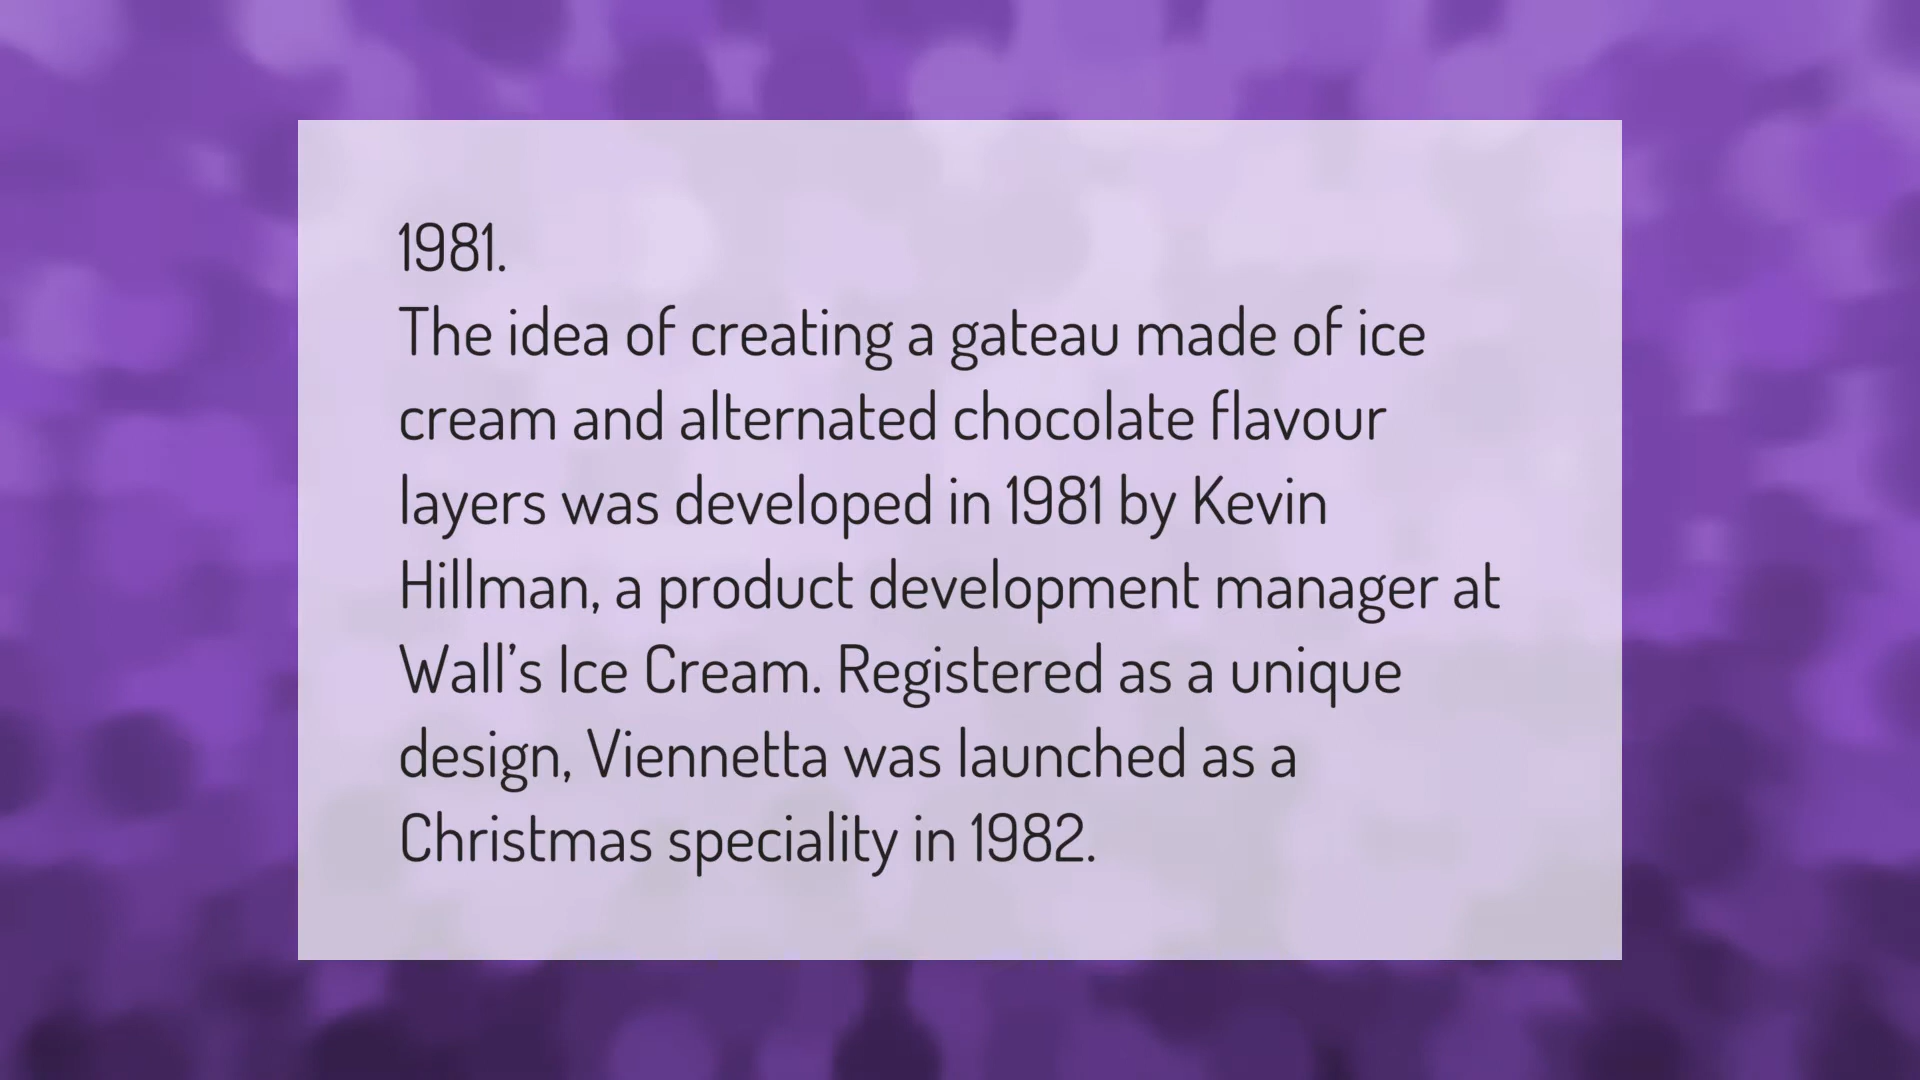 1981.
The idea of creating a gateau made of ice
cream and alternated chocolate flavour
layers was developed in 1981 by Kevin
Hillman, a product development manager at
Wall's Ice Cream. Registered as a unique
design, Viennetta was launched as a
Christmas speciality in 1982.